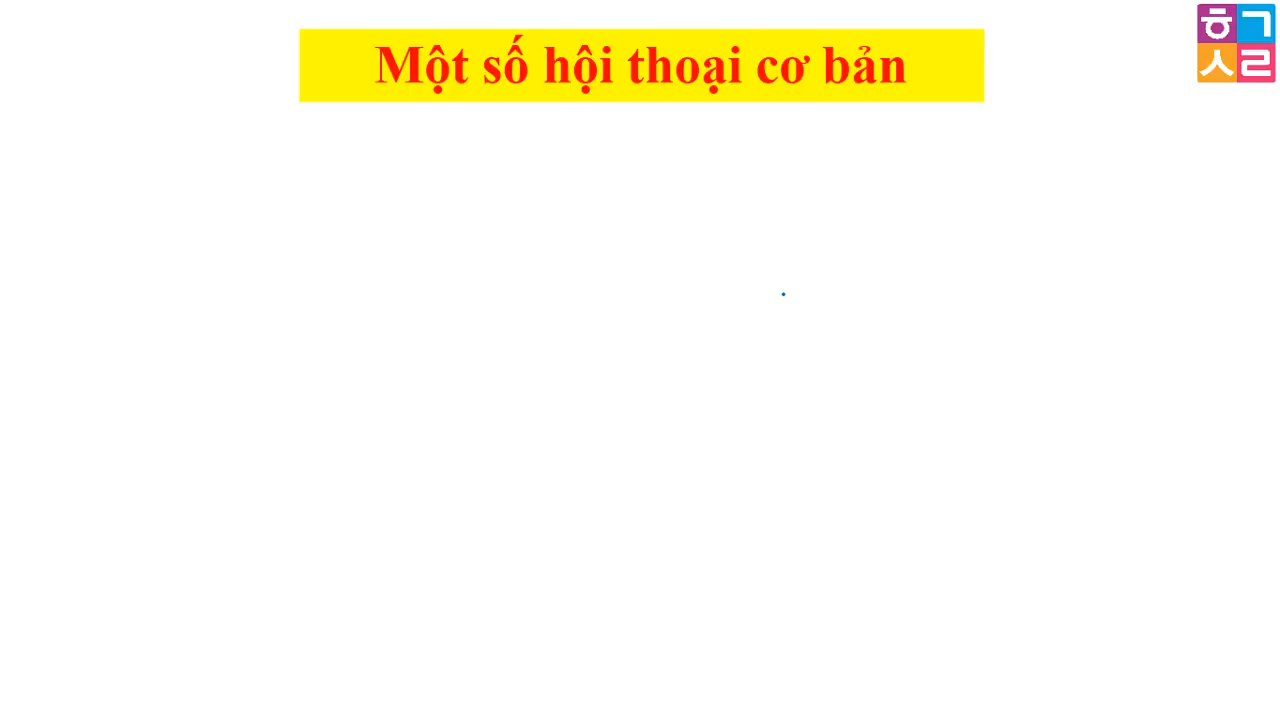 Một số hội thoại cơ bản
ㅎㄱ
ㅅㄹ